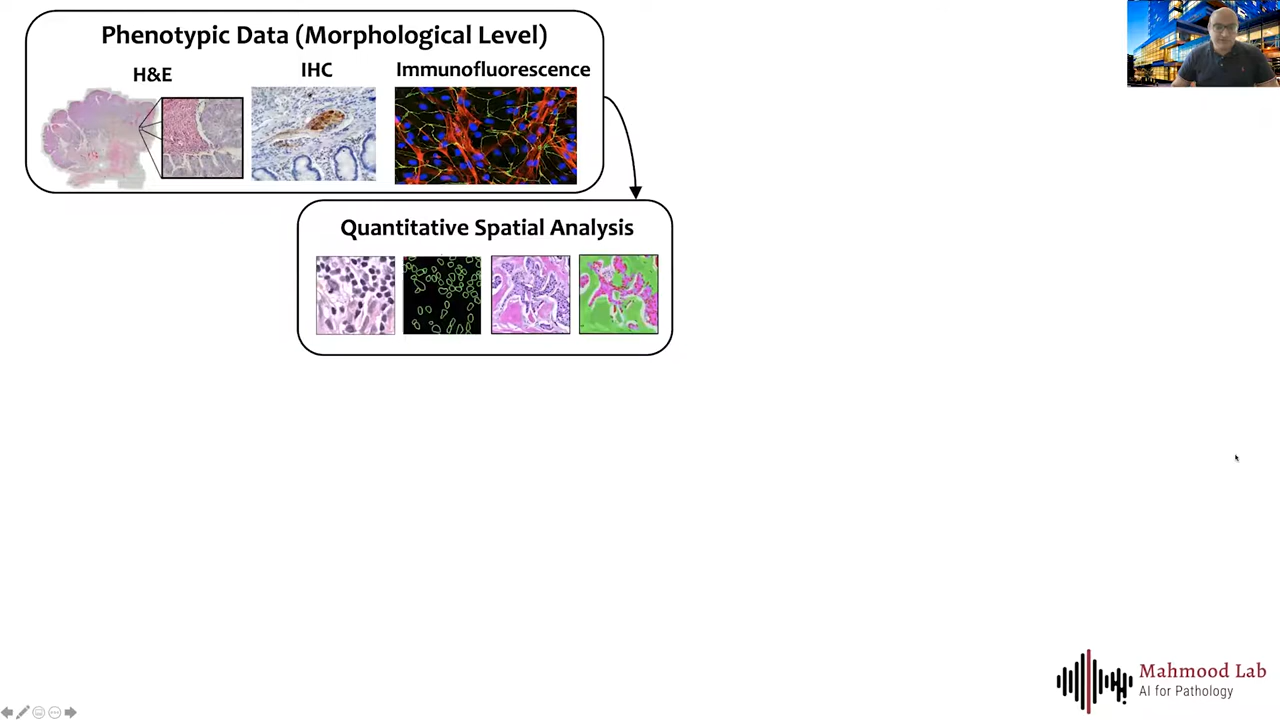 Phenotypic Data (Morphological Level)
H&E
IHC
Immunofluorescence
Quantitative Spatial Analysis
Mahmood Lab
AI for Pathology